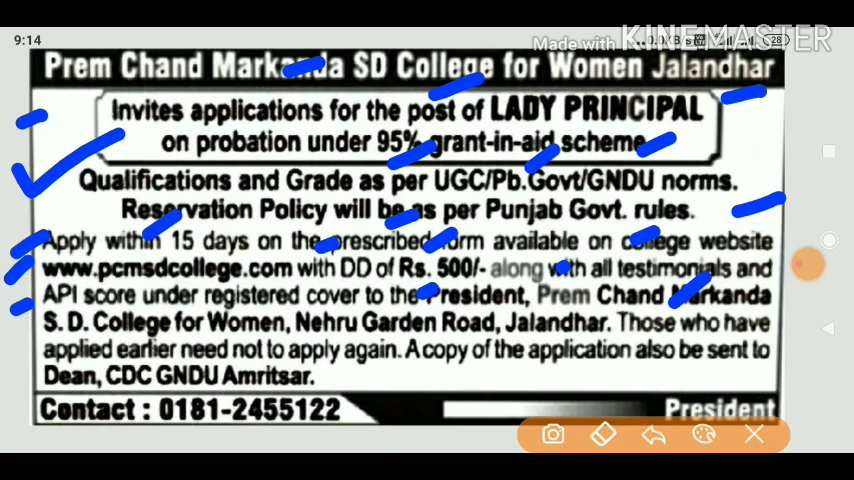 9:14
Made with KINEMASTER
0.0KB/s
28
Prem Chand Markanda SD College for Women Jalandhar
Invites applications for the post of LADY PRINCIPAL
on probation under 95% grant-in-aid scheme
Qualifications and Grade as per UGC/Pb.Govt/GNDU norms.
Reservation Policy will be as per Punjab Govt. rules.
Apply within 15 days on the prescribed form available on college website
www.pcmsdcollege.com with DD of Rs. 500/- along with all testimonials and
API score under registered cover to the President, Prem Chand Markanda
S. D. College for Women, Nehru Garden Road, Jalandhar. Those who have
applied earlier need not to apply again. A copy of the application also be sent to
Dean, CDC GNDU Amritsar.
Contact : 0181-2455122
President